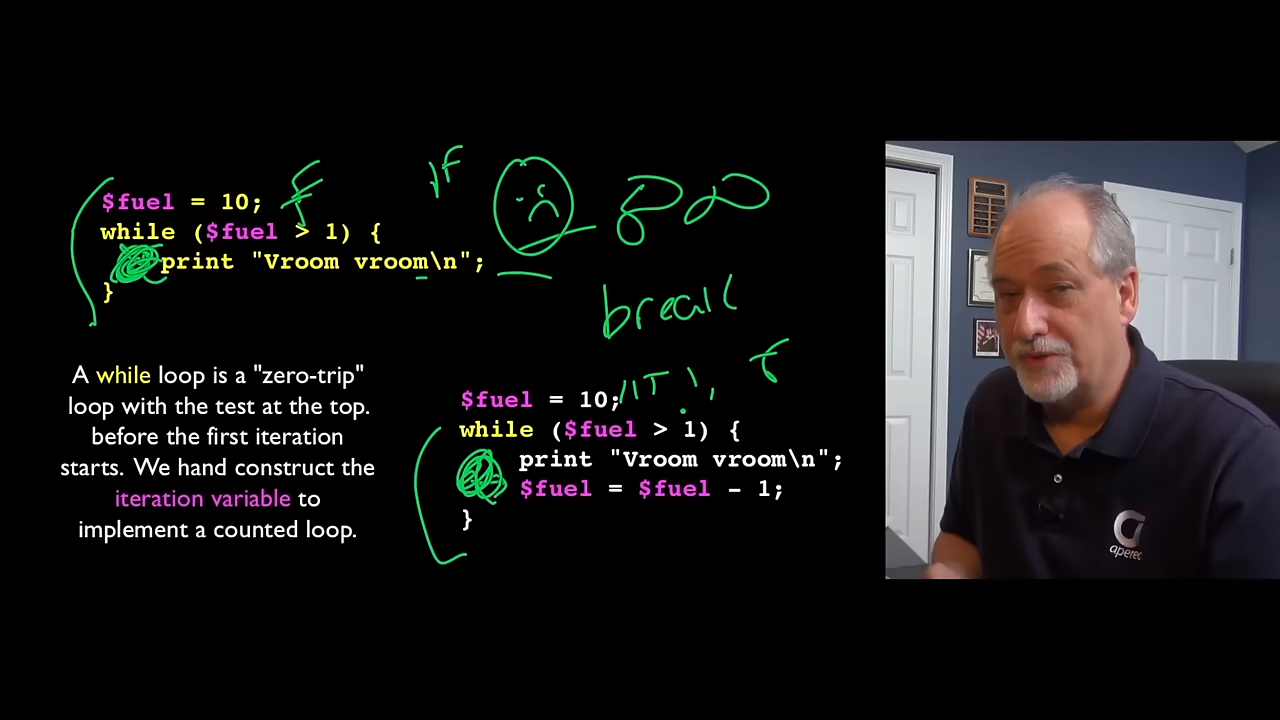 $fuel = 10;
while ($fuel > 1) {
print "Vroom vroom\n";
}
if
break
A while loop is a "zero-trip"
loop with the test at the top.
before the first iteration
starts. We hand construct the
iteration variable to
implement a counted loop.
$fuel = 10;
while ($fuel > 1) {
print "Vroom vroom\n";
$fuel = $fuel - 1;
}